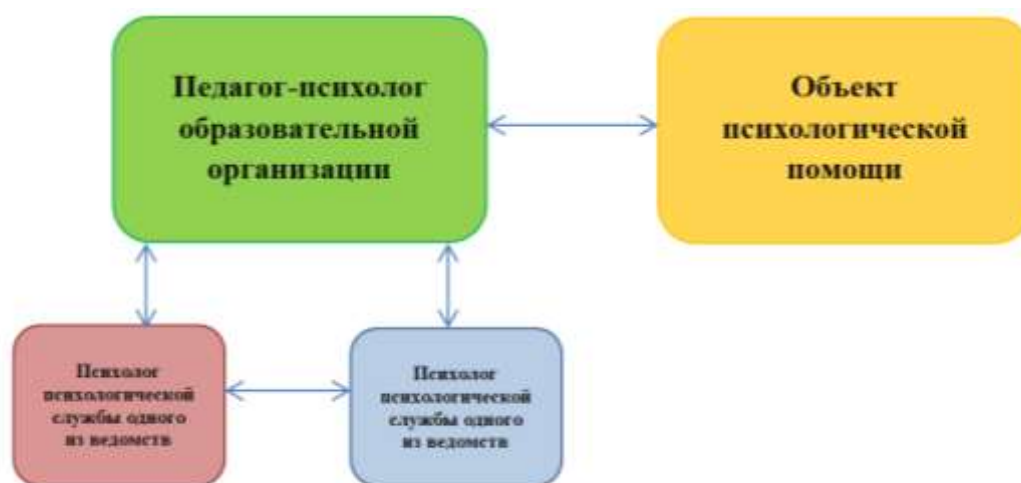 Педагог-психолог
образовательной
организации
Объект
психологической
помощи
Психолог
психологической
службы одного
из ведомств
Психолог
психологической
службы одного
из ведомств